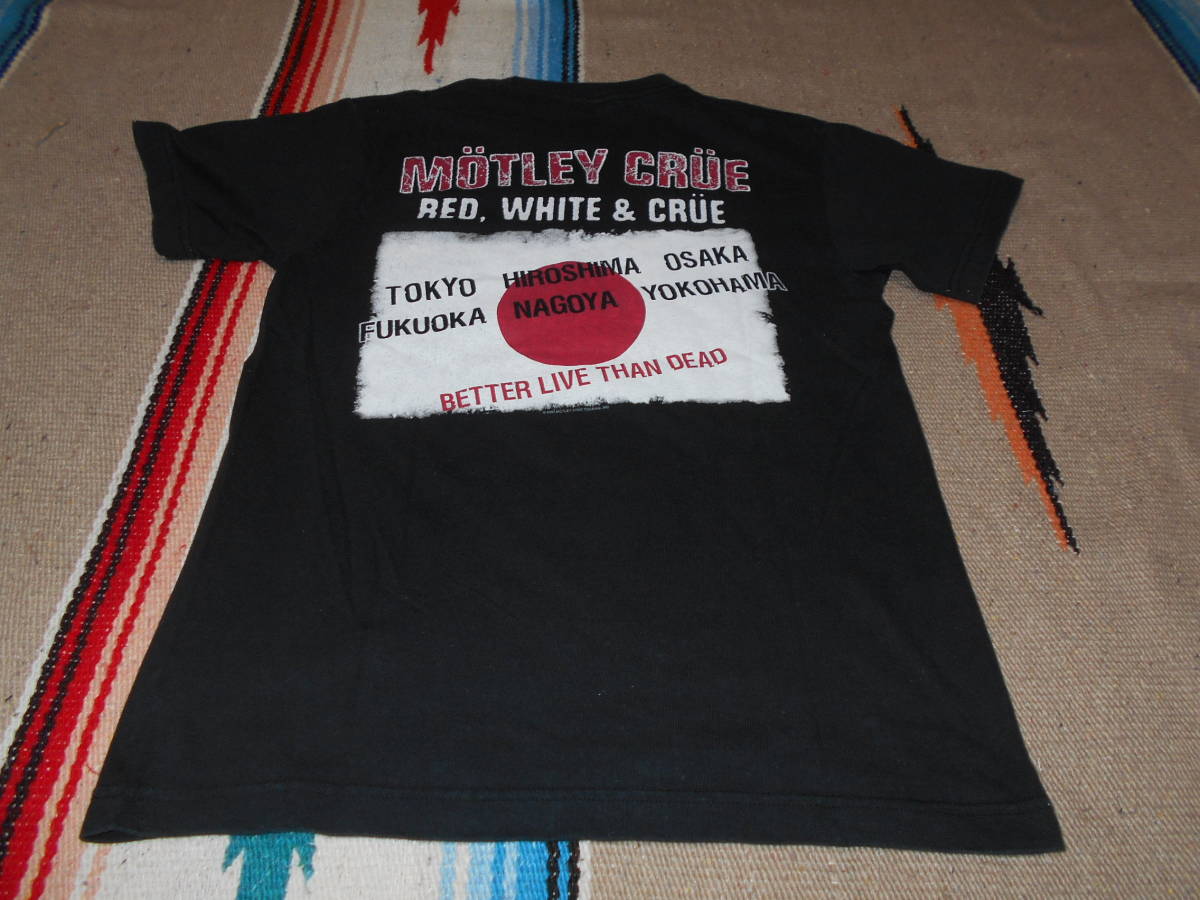 MÖTLEY CRÜE
RED, WHITE & CRÜE
TOKYO HIROSHIMA OSAKA
FUKUOKA NAGOYA YOKOHAMA
BETTER LIVE THAN DEAD